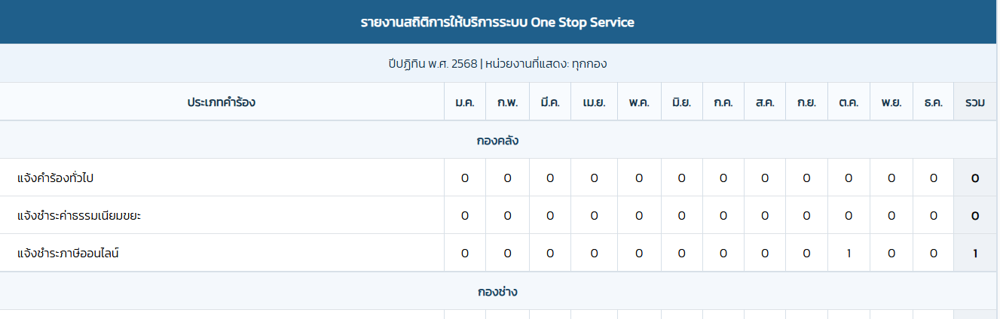 รายงานสถิติการให้บริการระบบ One Stop Service
ปีปฏิทิน พ.ศ. 2568 | หน่วยงานที่แสดง: ทุกกอง
ประเภทคำร้อง ม.ค. ก.พ. มี.ค. เม.ย. พ.ค. มิ.ย. ก.ค. ส.ค. ก.ย. ต.ค. พ.ย. ธ.ค. รวม
กองคลัง
แจ้งคำร้องทั่วไป 0 0 0 0 0 0 0 0 0 0 0 0 0
แจ้งชำระค่าธรรมเนียมขยะ 0 0 0 0 0 0 0 0 0 0 0 0 0
แจ้งชำระภาษีออนไลน์ 0 0 0 0 0 0 0 0 0 1 0 0 1
กองช่าง